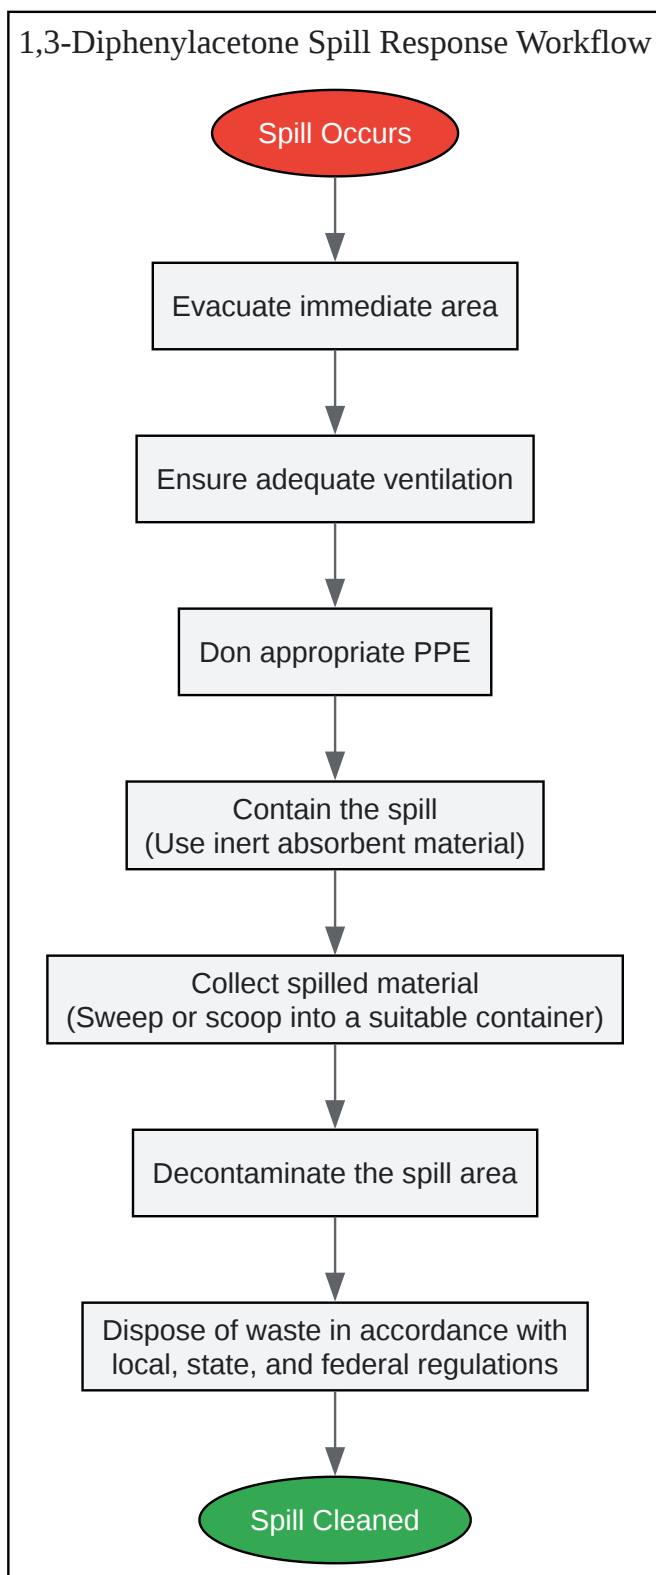 1,3-Diphenylacetone Spill Response Workflow
Spill Occurs
Evacuate immediate area
Ensure adequate ventilation
Don appropriate PPE
Contain the spill
(Use inert absorbent material)
Collect spilled material
(Sweep or scoop into a suitable container)
Decontaminate the spill area
Dispose of waste in accordance with
local, state, and federal regulations
Spill Cleaned